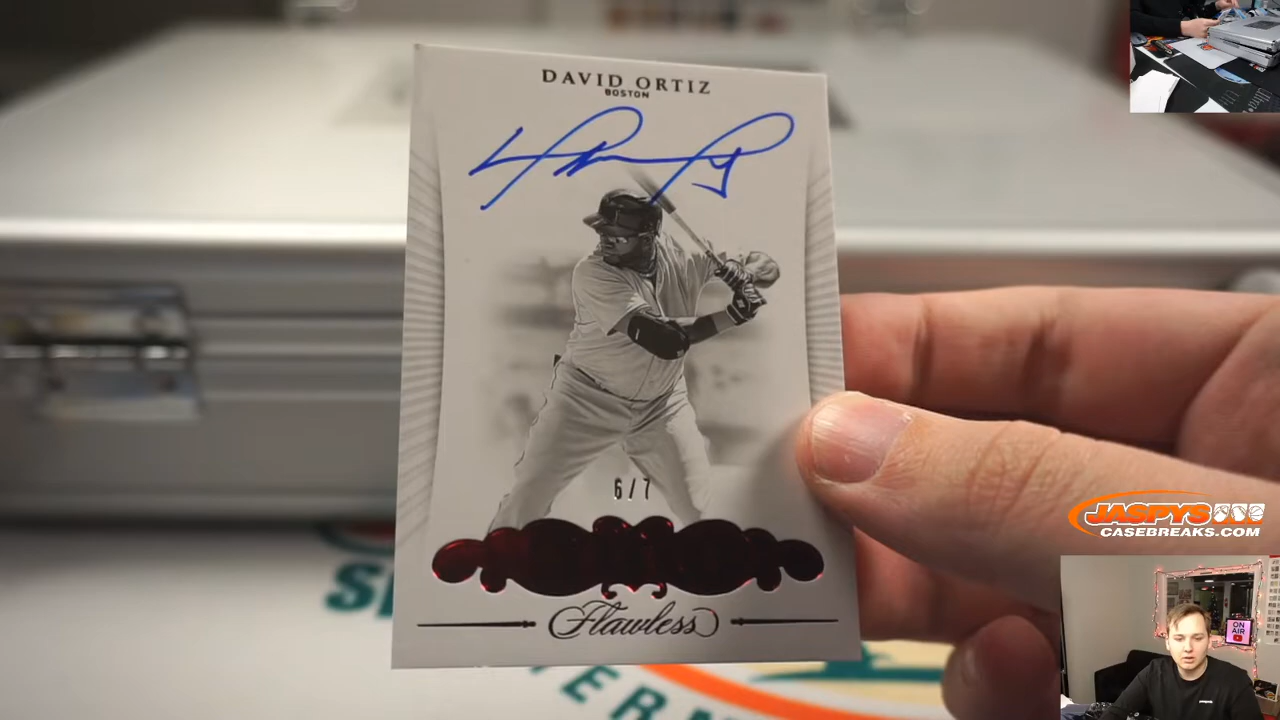 DAVID ORTIZ
BOSTON
6/7
Flawless
JASPYS
CASEBREAKS.COM
ON
AIR